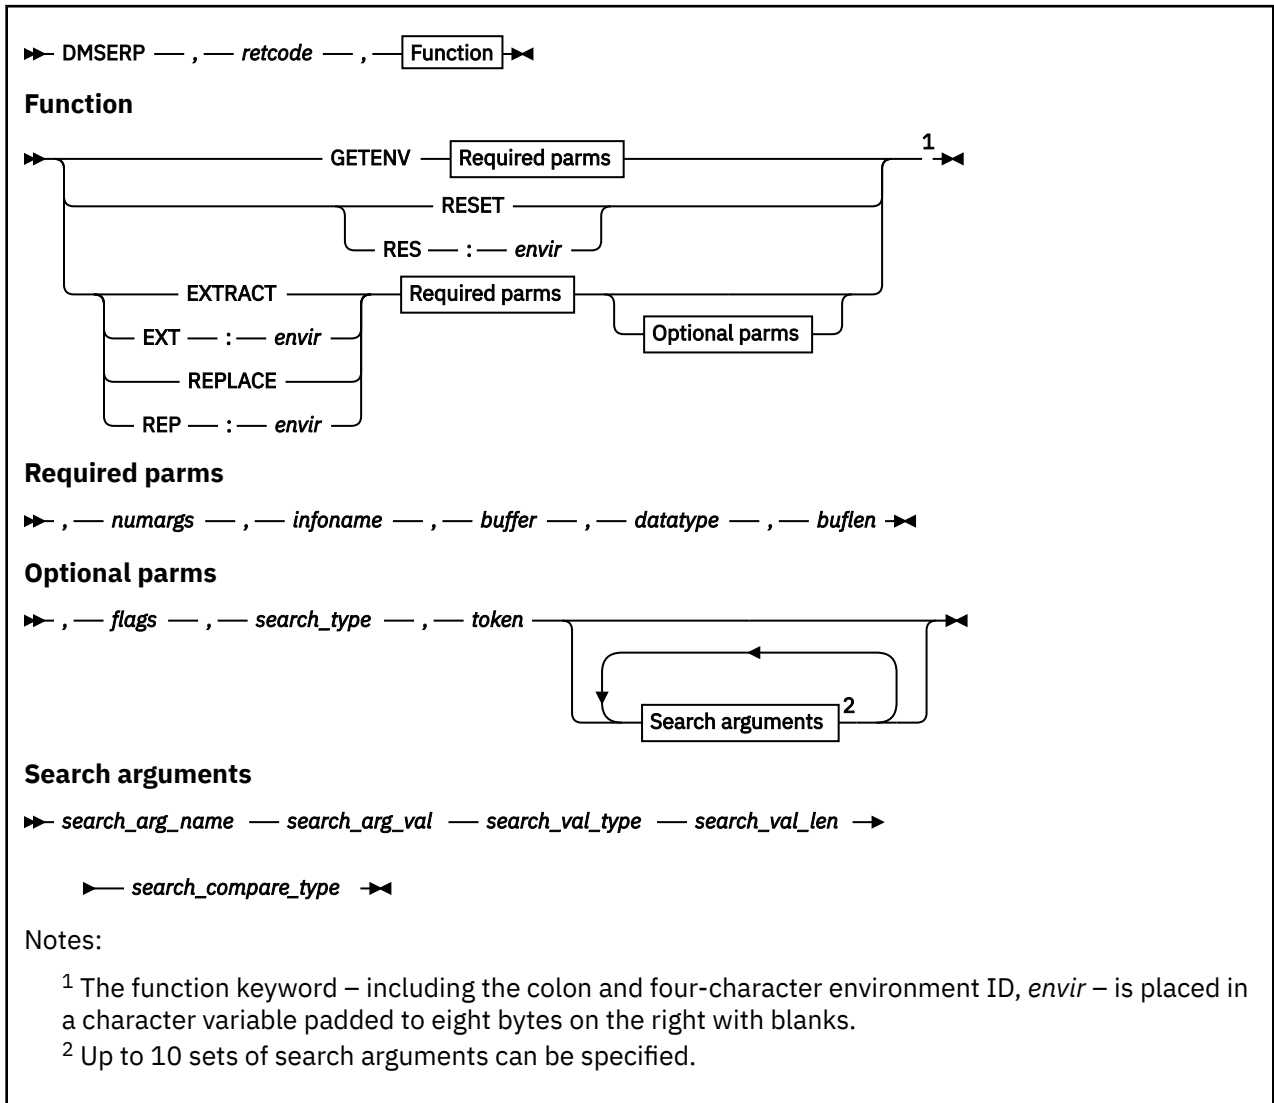 DMSERP , retcode , Function
Function
GETENV Required parms 1
RESET
RES : envir
EXTRACT Required parms
EXT : envir Optional parms
REPLACE
REP : envir
Required parms
, numargs , infoname , buffer , datatype , buflen
Optional parms
, flags , search_type , token
Search arguments 2
Search arguments
search_arg_name search_arg_val search_val_type search_val_len
search_compare_type
Notes:
1 The function keyword – including the colon and four-character environment ID, envir – is placed in
a character variable padded to eight bytes on the right with blanks.
2 Up to 10 sets of search arguments can be specified.